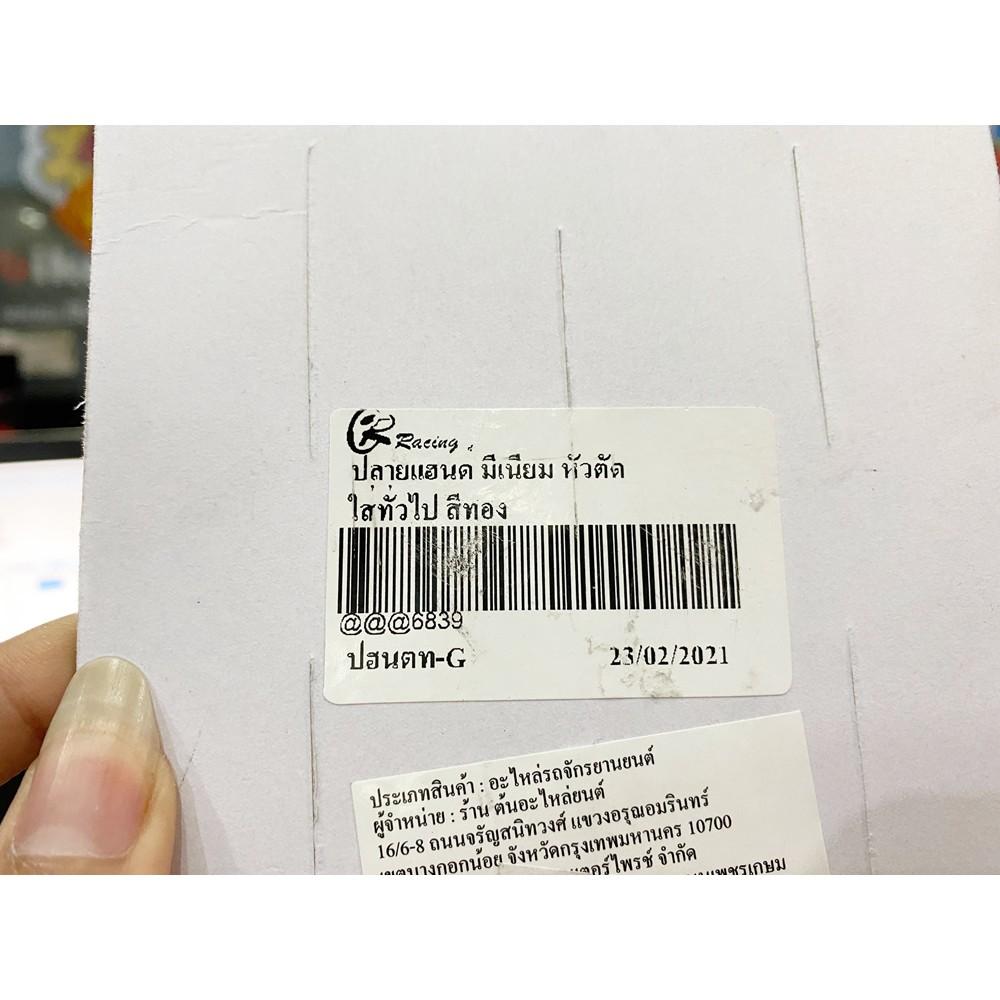 Racing
ปลายแฮนด์ มีเนียม หัวตัด
ใส่ทั่วไป สีทอง
@@@6839
ปฮนตท-G
23/02/2021
ประเภทสินค้า : อะไหล่รถจักรยานยนต์
ผู้จำหน่าย : ร้าน ต้นอะไหล่ยนต์
16/6-8 ถนนจรัญสนิทวงศ์ แขวงอรุณอมรินทร์
เขตบางกอกน้อย จังหวัดกรุงเทพมหานคร 10700
จำกัด